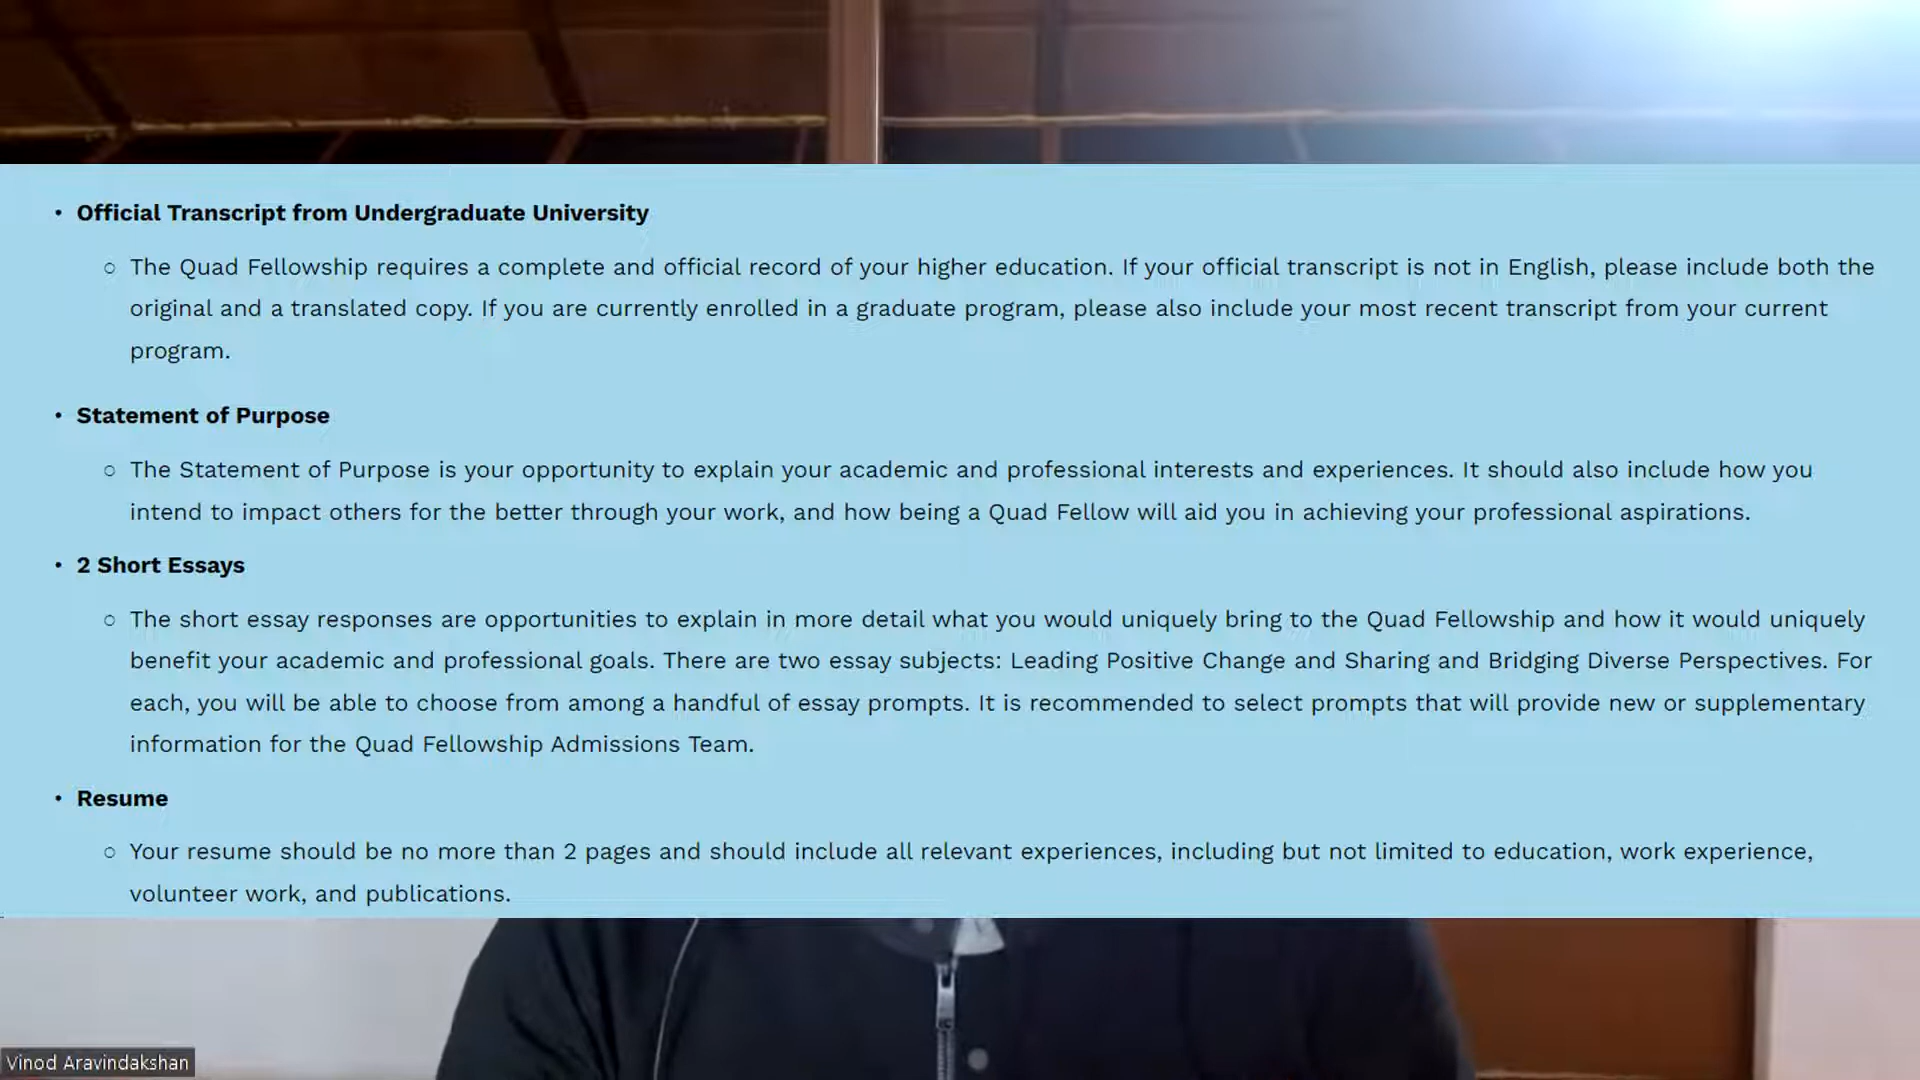 • Official Transcript from Undergraduate University
○ The Quad Fellowship requires a complete and official record of your higher education. If your official transcript is not in English, please include both the
original and a translated copy. If you are currently enrolled in a graduate program, please also include your most recent transcript from your current
program.
• Statement of Purpose
○ The Statement of Purpose is your opportunity to explain your academic and professional interests and experiences. It should also include how you
intend to impact others for the better through your work, and how being a Quad Fellow will aid you in achieving your professional aspirations.
• 2 Short Essays
○ The short essay responses are opportunities to explain in more detail what you would uniquely bring to the Quad Fellowship and how it would uniquely
benefit your academic and professional goals. There are two essay subjects: Leading Positive Change and Sharing and Bridging Diverse Perspectives. For
each, you will be able to choose from among a handful of essay prompts. It is recommended to select prompts that will provide new or supplementary
information for the Quad Fellowship Admissions Team.
• Resume
○ Your resume should be no more than 2 pages and should include all relevant experiences, including but not limited to education, work experience,
volunteer work, and publications.
Vinod Aravindakshan